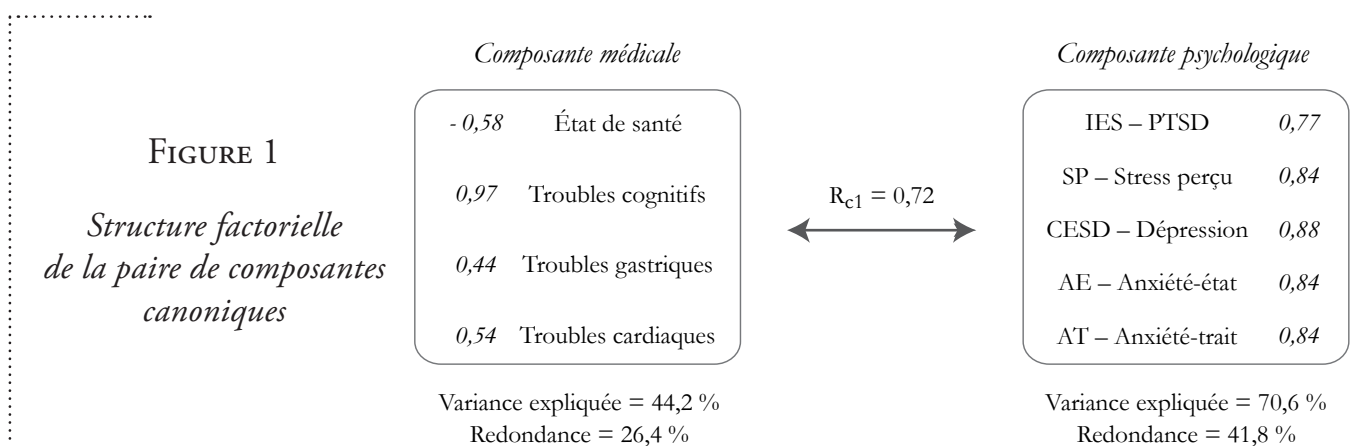 FIGURE 1
Structure factorielle
de la paire de composantes
canoniques
Composante médicale
- 0,58 État de santé
0,97 Troubles cognitifs
0,44 Troubles gastriques
0,54 Troubles cardiaques
Variance expliquée = 44,2 %
Redondance = 26,4 %
Rc1 = 0,72
Composante psychologique
IES – PTSD 0,77
SP – Stress perçu 0,84
CESD – Dépression 0,88
AE – Anxiété-état 0,84
AT – Anxiété-trait 0,84
Variance expliquée = 70,6 %
Redondance = 41,8 %